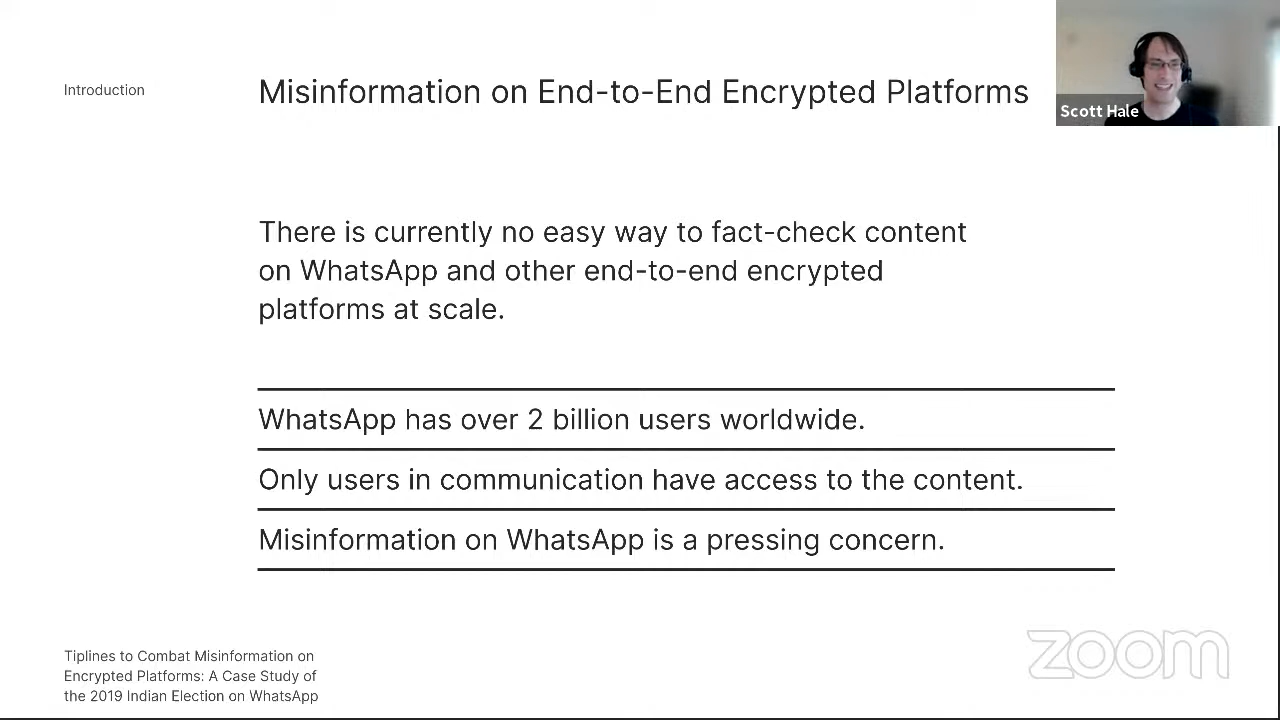 Introduction
Misinformation on End-to-End Encrypted Platforms
Scott Hale
There is currently no easy way to fact-check content
on WhatsApp and other end-to-end encrypted
platforms at scale.
WhatsApp has over 2 billion users worldwide.
Only users in communication have access to the content.
Misinformation on WhatsApp is a pressing concern.
Tiplines to Combat Misinformation on
Encrypted Platforms: A Case Study of
the 2019 Indian Election on WhatsApp
zoom